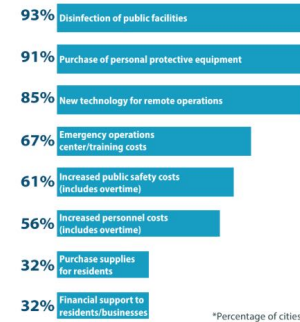 93% Disinfection of public facilities
91% Purchase of personal protective equipment
85% New technology for remote operations
67% Emergency operations
center/training costs
61% Increased public safety costs
(includes overtime)
56% Increased personnel costs
(includes overtime)
32% Purchase supplies
for residents
32% Financial support to
residents/businesses
*Percentage of cities